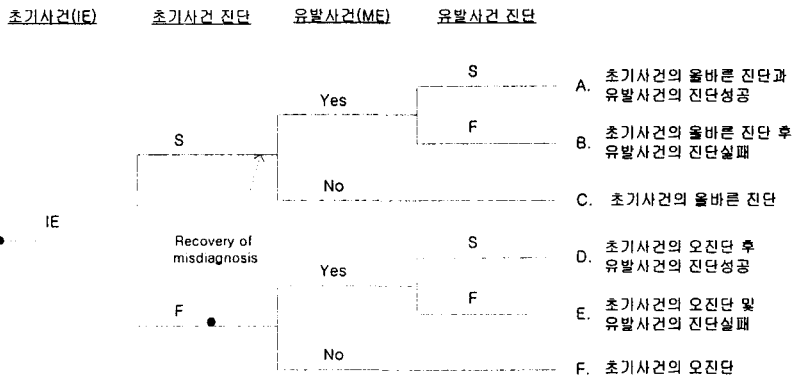 초기사건(IE) 초기사건 진단 유발사건(ME) 유발사건 진단
S
A. 초기사건의 올바른 진단과
유발사건의 진단성공
Yes
F
B. 초기사건의 올바른 진단 후
유발사건의 진단실패
S
No
C. 초기사건의 올바른 진단
IE
Recovery of
misdiagnosis
S
D. 초기사건의 오진단 후
유발사건의 진단성공
Yes
F
E. 초기사건의 오진단 및
유발사건의 진단실패
F
No
F. 초기사건의 오진단